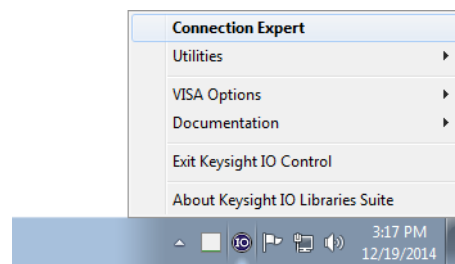 Connection Expert
Utilities
VISA Options
Documentation
Exit Keysight IO Control
About Keysight IO Libraries Suite
IO
3:17 PM
12/19/2014